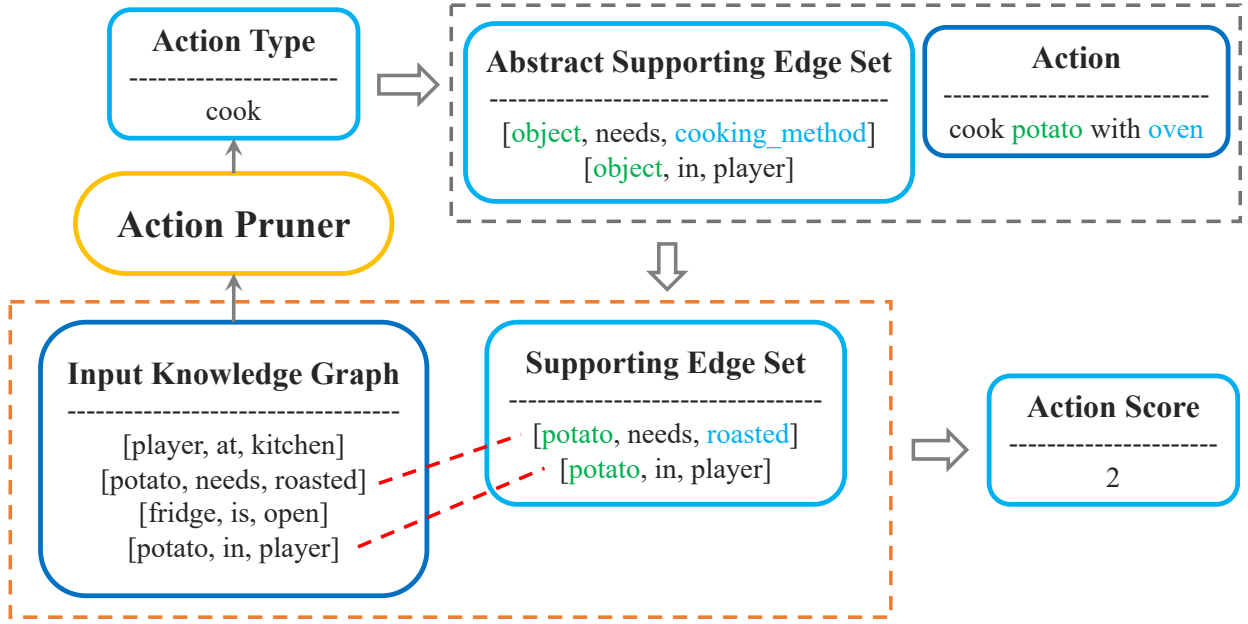 Action Type
cook
Abstract Supporting Edge Set
[object, needs, cooking_method]
[object, in, player]
Action
cook potato with oven
Action Pruner
Input Knowledge Graph
[player, at, kitchen]
[potato, needs, roasted]
[fridge, is, open]
[potato, in, player]
Supporting Edge Set
[potato, needs, roasted]
[potato, in, player]
Action Score
2